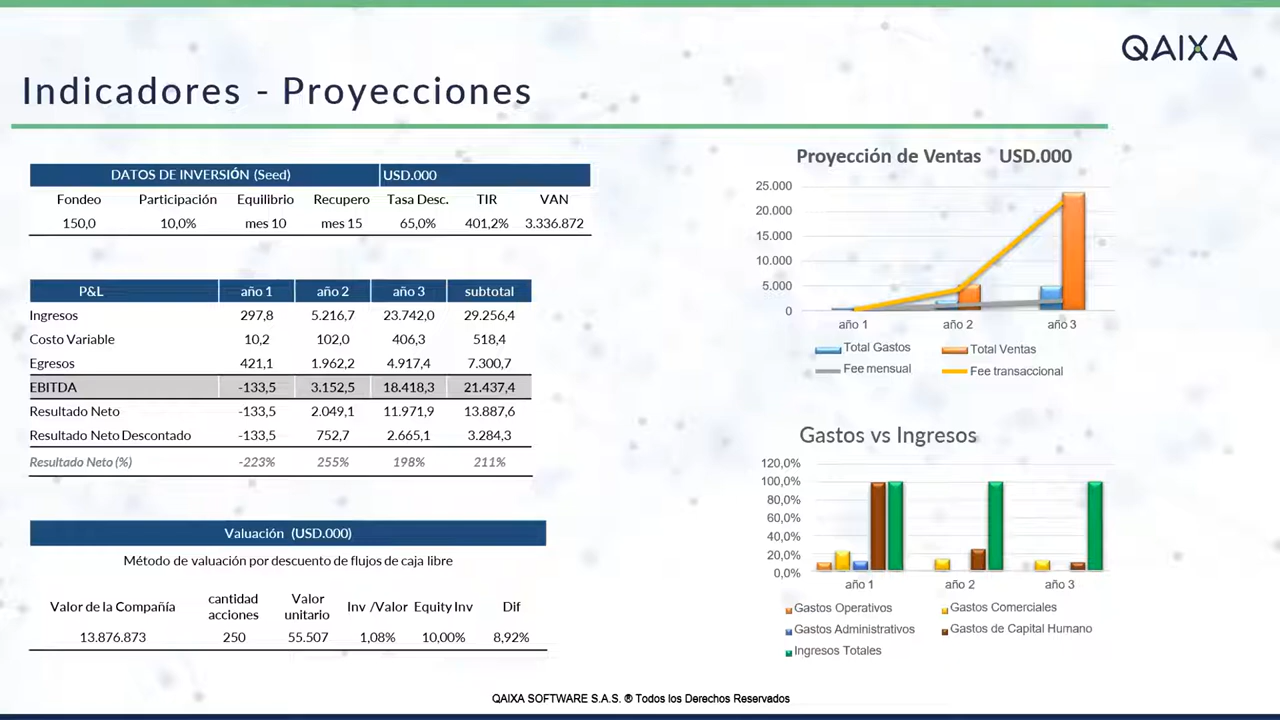 QAIXA
Indicadores - Proyecciones
DATOS DE INVERSIÓN (Seed) USD.000
Fondeo Participación Equilibrio Recupero Tasa Desc. TIR VAN
150,0 10,0% mes 10 mes 15 65,0% 401,2% 3.336.872
P&L año 1 año 2 año 3 subtotal
Ingresos 297,8 5.216,7 23.742,0 29.256,4
Costo Variable 10,2 102,0 406,3 518,4
Egresos 421,1 1.962,2 4.917,4 7.300,7
EBITDA -133,5 3.152,5 18.418,3 21.437,4
Resultado Neto -133,5 2.049,1 11.971,9 13.887,6
Resultado Neto Descontado -133,5 752,7 2.665,1 3.284,3
Resultado Neto (%) -223% 255% 198% 211%
Valuación (USD.000)
Método de valuación por descuento de flujos de caja libre
Valor de la Compañía cantidad acciones Valor unitario Inv /Valor Equity Inv Dif
13.876.873 250 55.507 1,08% 10,00% 8,92%
Proyección de Ventas USD.000
25.000
20.000
15.000
10.000
5.000
0
año 1 año 2 año 3
Total Gastos Total Ventas
Fee mensual Fee transaccional
Gastos vs Ingresos
120,0%
100,0%
80,0%
60,0%
40,0%
20,0%
0,0%
año 1 año 2 año 3
Gastos Operativos Gastos Comerciales
Gastos Administrativos Gastos de Capital Humano
Ingresos Totales
QAIXA SOFTWARE S.A.S. ® Todos los Derechos Reservados